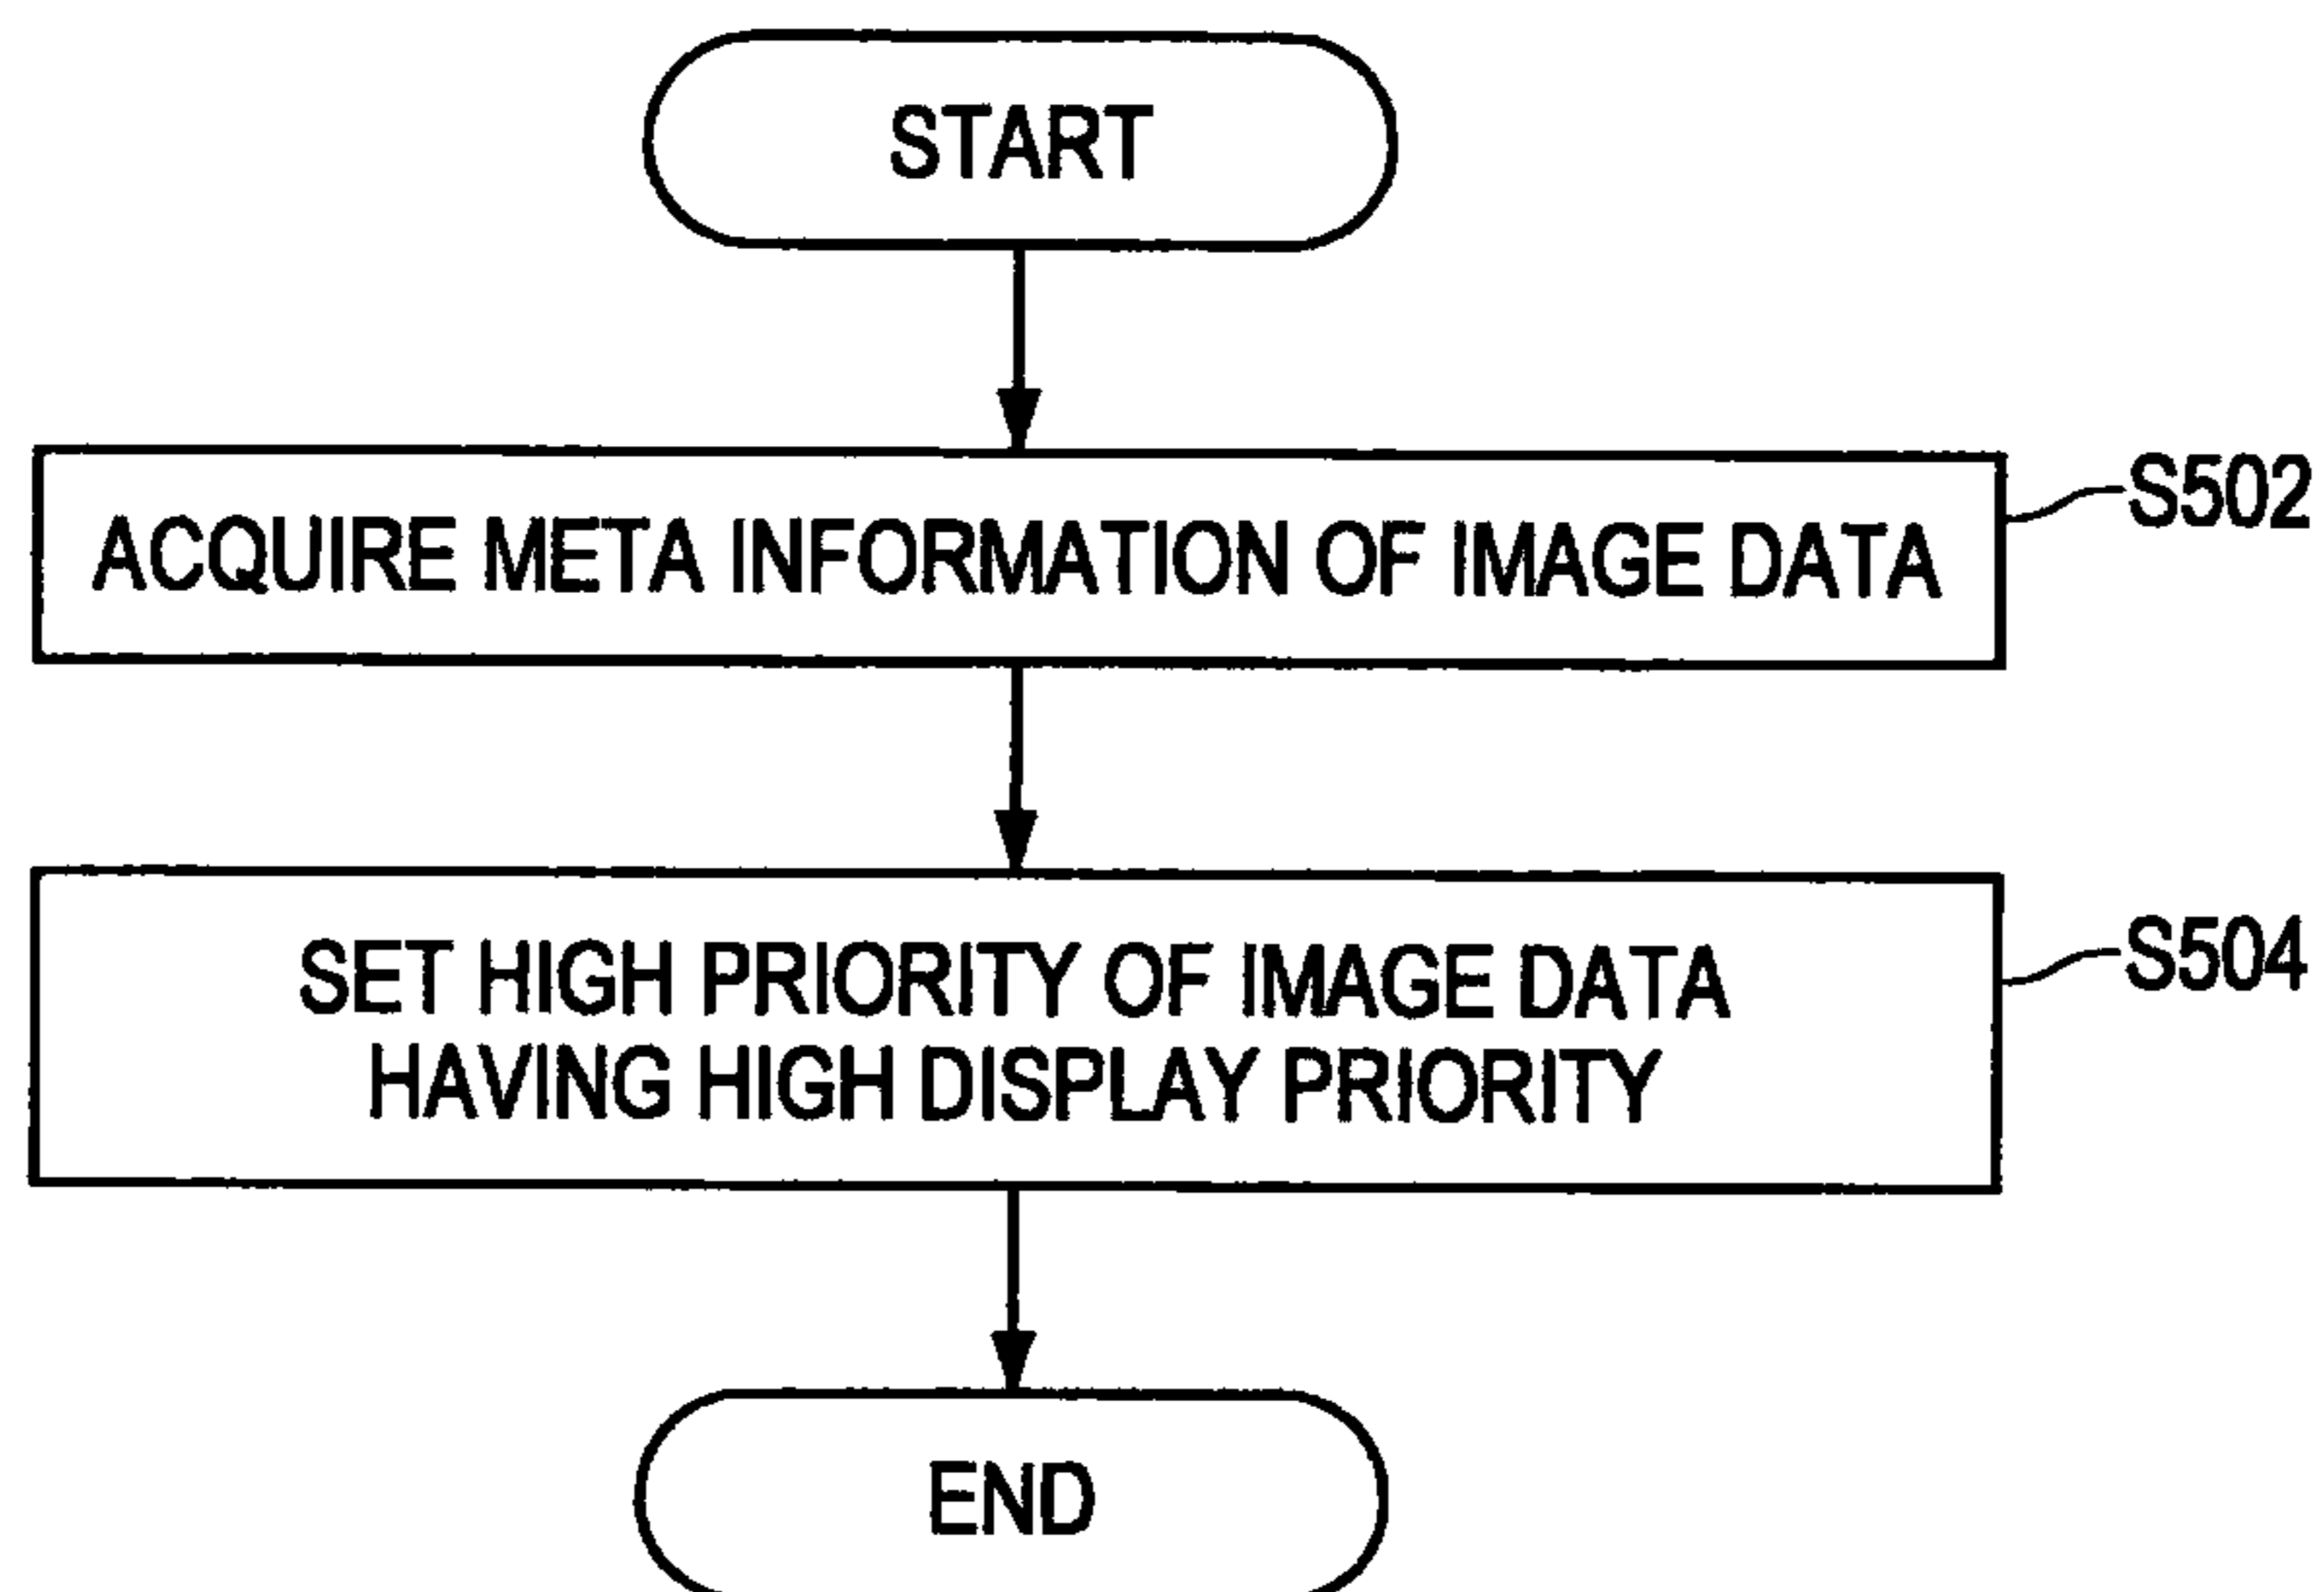 START
ACQUIRE META INFORMATION OF IMAGE DATA
S502
SET HIGH PRIORITY OF IMAGE DATA
HAVING HIGH DISPLAY PRIORITY
S504
END